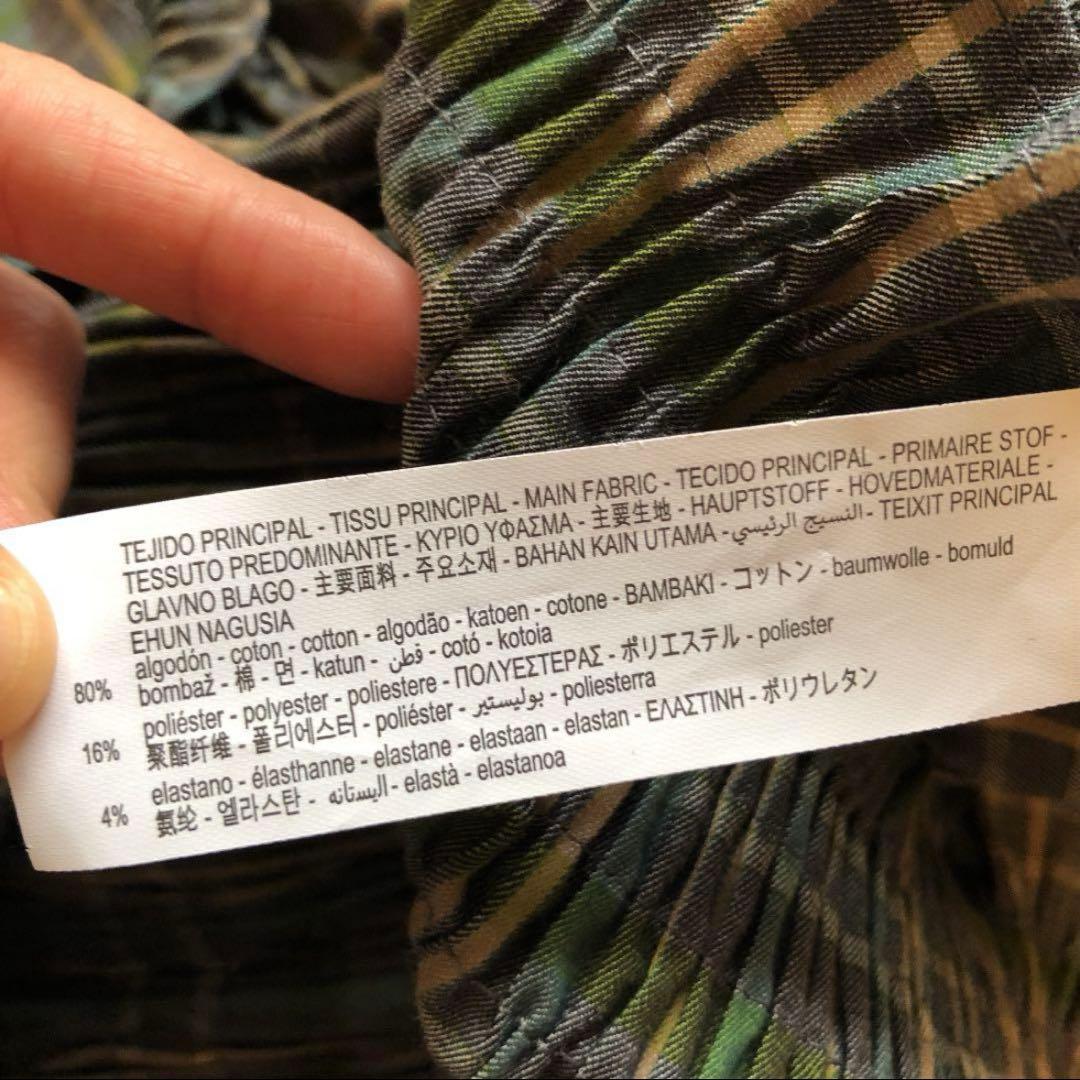 TEJIDO PRINCIPAL - TISSU PRINCIPAL - MAIN FABRIC - TECIDO PRINCIPAL - PRIMAIRE STOF -
TESSUTO PREDOMINANTE - ΚΥΡΙΟ ΥΦΑΣΜΑ - 主要生地 - HAUPTSTOFF - HOVEDMATERIALE -
GLAVNO BLAGO - 主要面料 - 주요소재 - BAHAN KAIN UTAMA - النسيج الرئيسي - TEIXIT PRINCIPAL
EHUN NAGUSIA
80% algodón - coton - cotton - algodão - katoen - cotone - BAMBAKI - コットン - baumwolle - bomuld
bombaž - 棉 - 면 - katun - قطن - cotó - kotoia
16% poliéster - polyester - poliestere - ΠΟΛΥΕΣΤΕΡΑΣ - ポリエステル - poliester
聚酯纤维 - 폴리에스터 - poliéster - بوليستير - poliesterra
4% elastano - élasthanne - elastane - elastaan - elastan - ΕΛΑΣΤΙΝΗ - ポリウレタン
氨纶 - 엘라스탄 - اليستانه - elastà - elastanoa